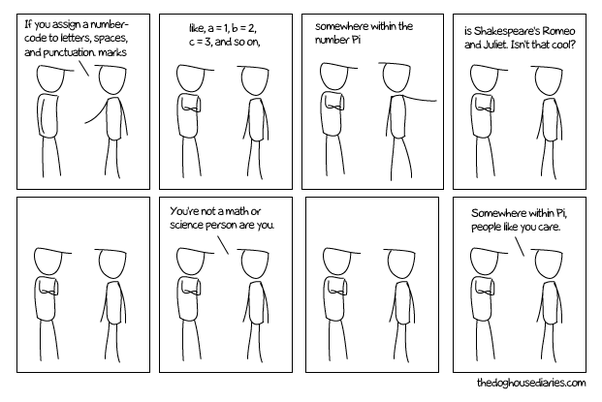 If you assign a number-
code to letters, spaces,
and punctuation. marks
like, a = 1, b = 2,
c = 3, and so on,
somewhere within the
number Pi
is Shakespeare's Romeo
and Juliet. Isn't that cool?
You're not a math or
science person are you.
Somewhere within Pi,
people like you care.
thedoghousediaries.com